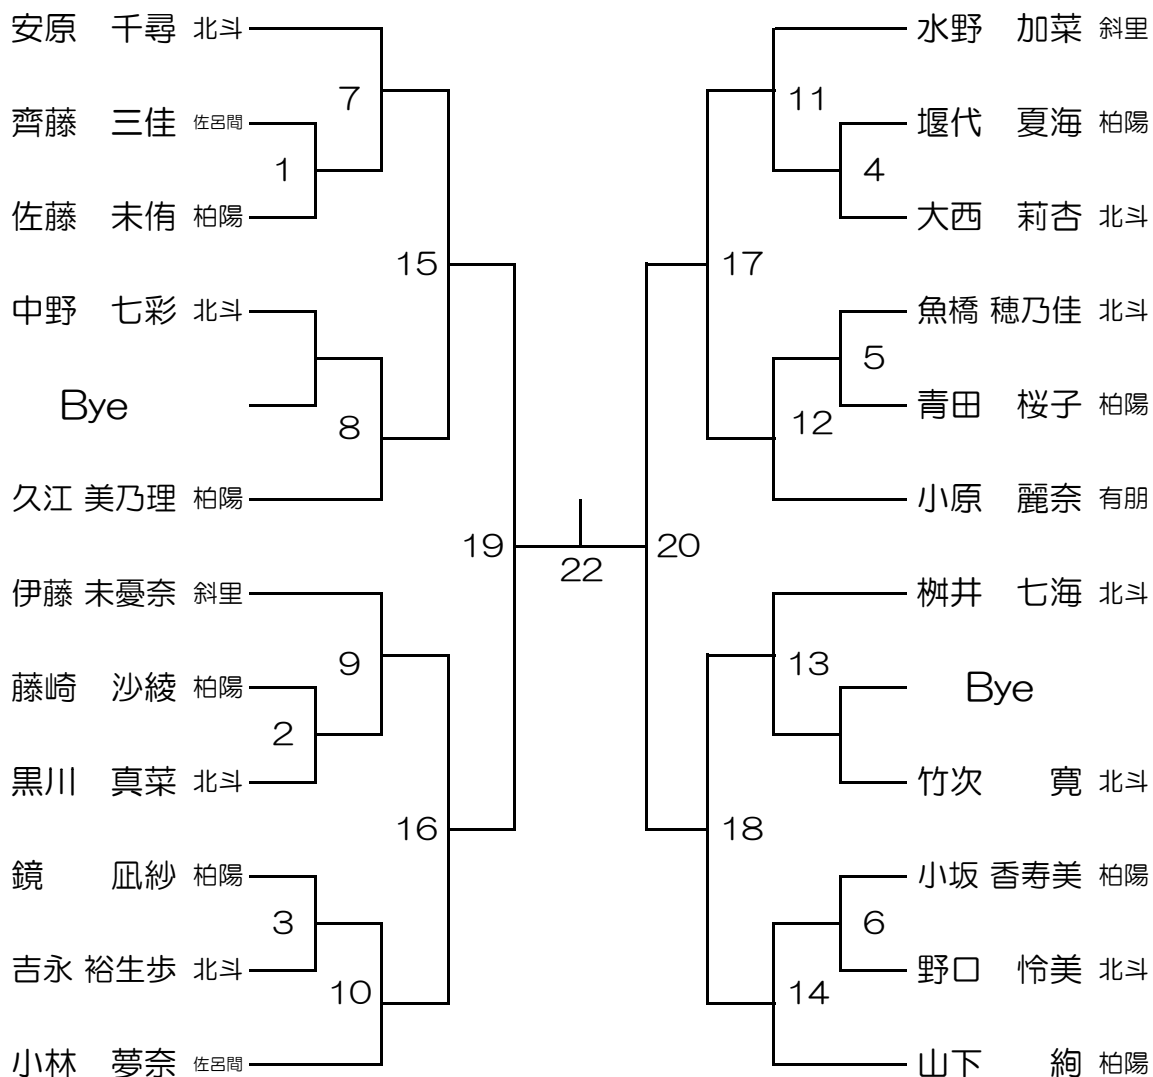 安原　千尋 北斗
7
齊藤　三佳 佐呂間
1
佐藤　未侑 柏陽
15
中野　七彩 北斗
Bye
8
久江 美乃理 柏陽
19
伊藤 未憂奈 斜里
9
藤崎　沙綾 柏陽
2
黒川　真菜 北斗
16
鏡　　凪紗 柏陽
3
吉永 裕生歩 北斗
10
小林　夢奈 佐呂間
22
水野　加菜 斜里
11
堰代　夏海 柏陽
4
大西　莉杏 北斗
17
魚橋 穂乃佳 北斗
5
青田　桜子 柏陽
12
小原　麗奈 有朋
20
桝井　七海 北斗
13
Bye
竹次　　寛 北斗
18
小坂 香寿美 柏陽
6
野口　怜美 北斗
14
山下　　絢 柏陽